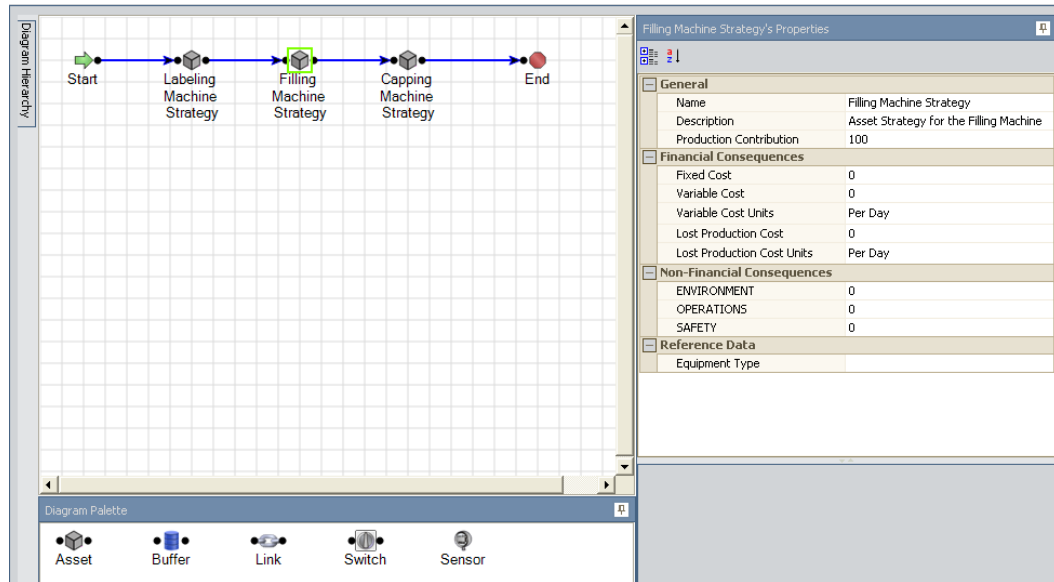 Diagram Hierarchy
Start
Labeling
Machine
Strategy
Filling
Machine
Strategy
Capping
Machine
Strategy
End
Diagram Palette
Asset
Buffer
Link
Switch
Sensor
Filling Machine Strategy's Properties
General
Name Filling Machine Strategy
Description Asset Strategy for the Filling Machine
Production Contribution 100
Financial Consequences
Fixed Cost 0
Variable Cost 0
Variable Cost Units Per Day
Lost Production Cost 0
Lost Production Cost Units Per Day
Non-Financial Consequences
ENVIRONMENT 0
OPERATIONS 0
SAFETY 0
Reference Data
Equipment Type